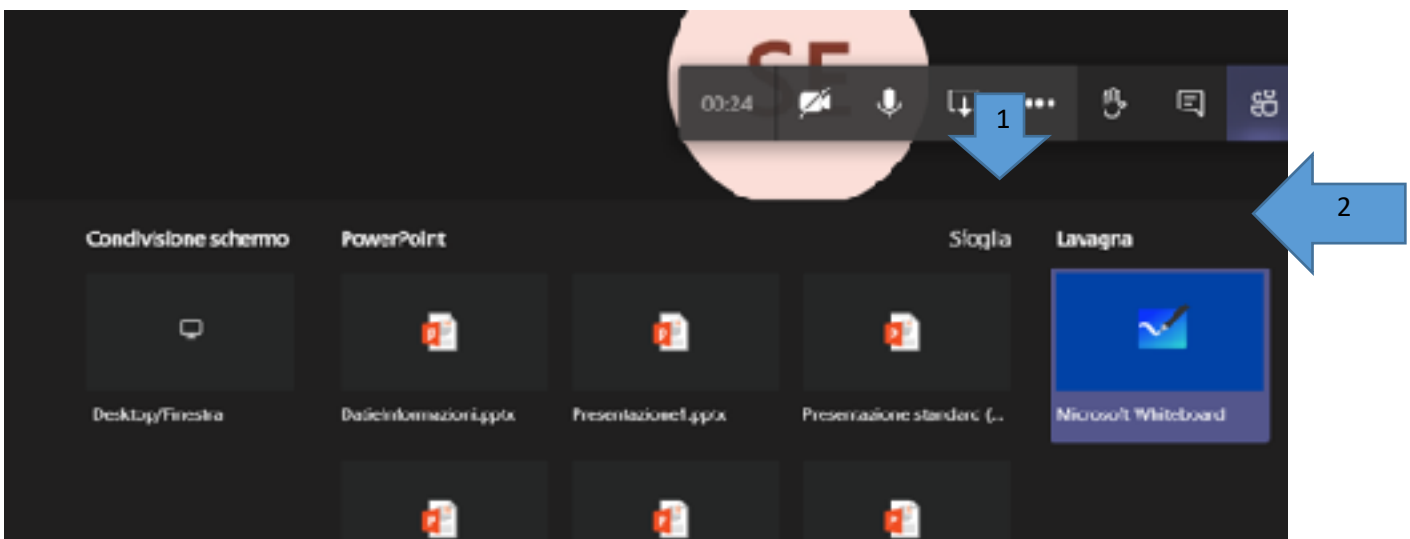 SE
00:24
1
2
Condivisione schermo
PowerPoint
Sfoglia
Lavagna
Desktop/Finestra
DatieInformazioni.pptx
Presentazione1.pptx
Presentazione standard (...
Microsoft Whiteboard